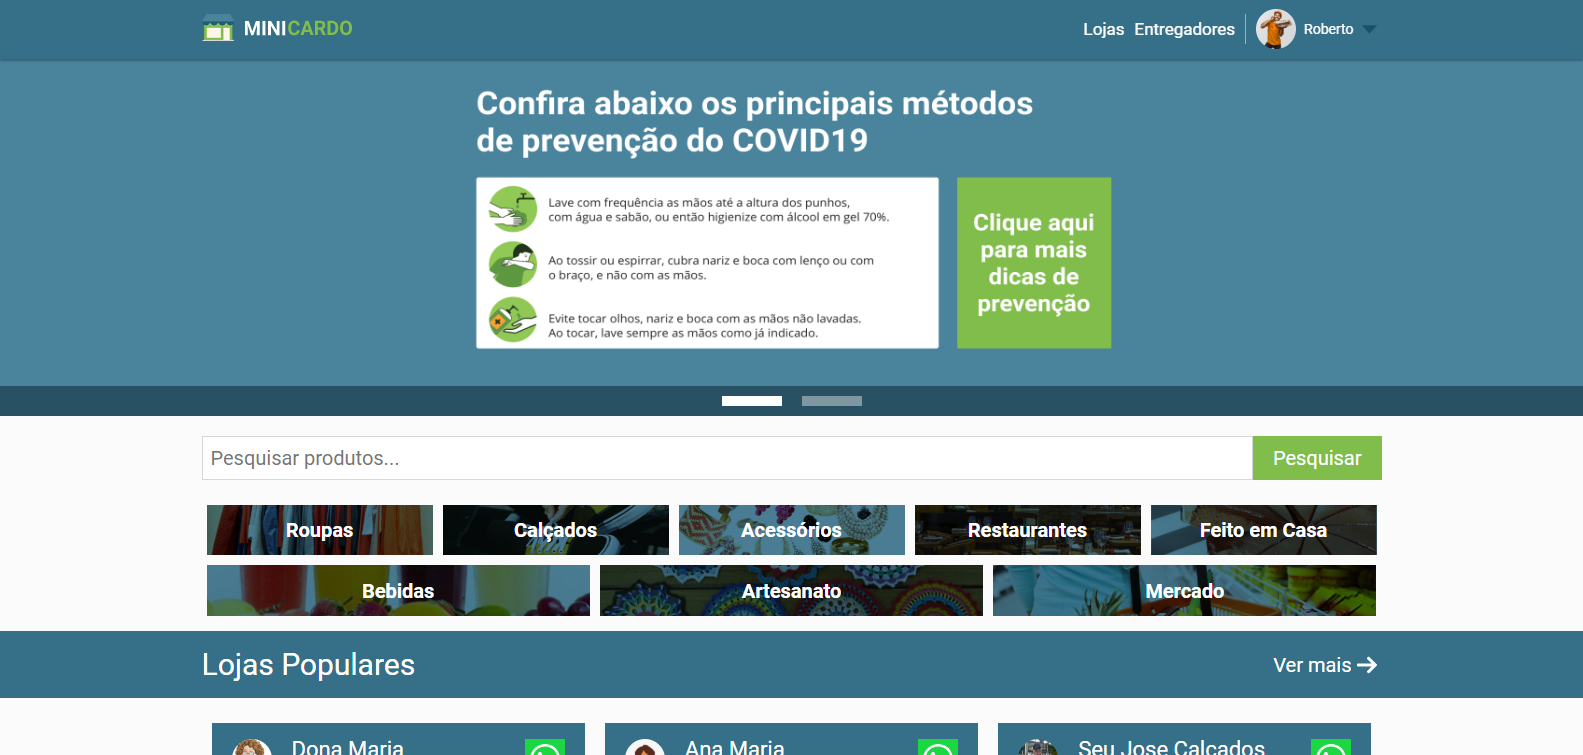 MINICARDO
Lojas Entregadores Roberto
Confira abaixo os principais métodos
de prevenção do COVID19
Lave com frequência as mãos até a altura dos punhos,
com água e sabão, ou então higienize com álcool em gel 70%.
Ao tossir ou espirrar, cubra nariz e boca com lenço ou com
o braço, e não com as mãos.
Evite tocar olhos, nariz e boca com as mãos não lavadas.
Ao tocar, lave sempre as mãos como já indicado.
Clique aqui
para mais
dicas de
prevenção
Pesquisar produtos...
Pesquisar
Roupas
Calçados
Acessórios
Restaurantes
Feito em Casa
Bebidas
Artesanato
Mercado
Lojas Populares
Ver mais
Dona Maria
Ana Maria
Seu Jose Calcados